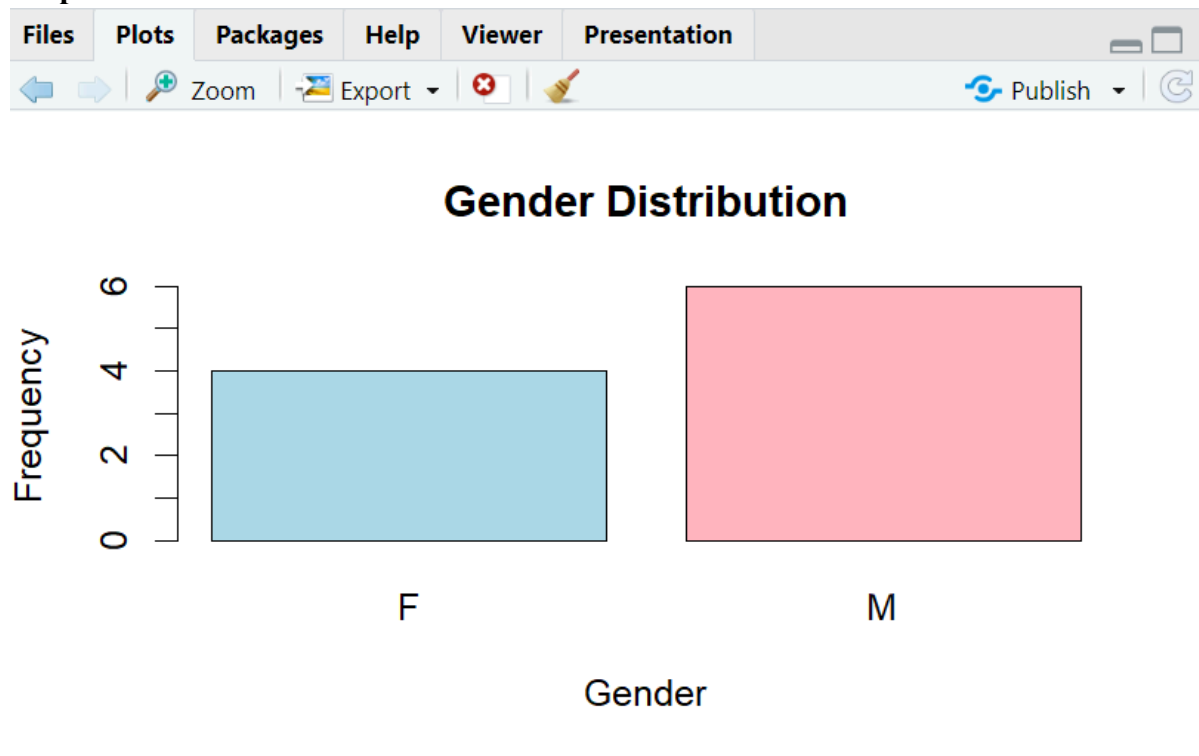 Files Plots Packages Help Viewer Presentation
Zoom Export Publish
Gender Distribution
Frequency
6
4
2
0
F M
Gender